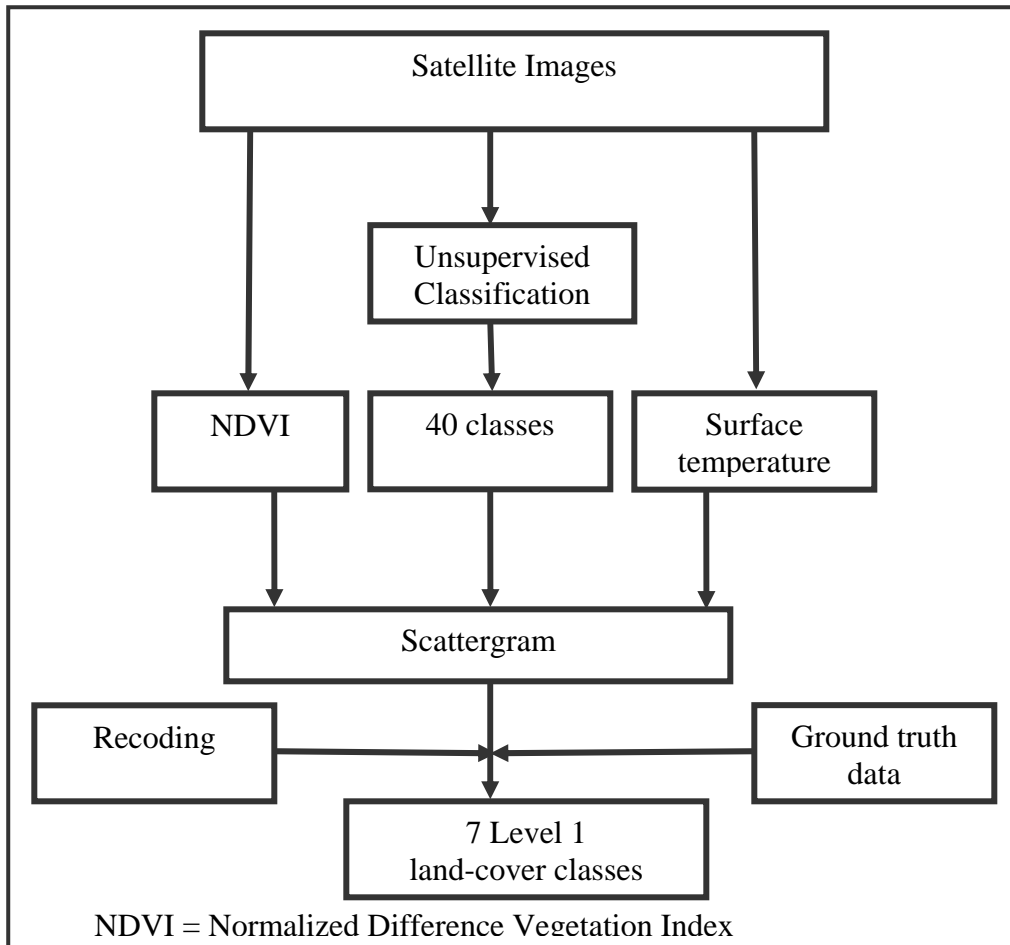 Satellite Images
Unsupervised
Classification
NDVI
40 classes
Surface
temperature
Scattergram
Recoding
Ground truth
data
7 Level 1
land-cover classes
NDVI = Normalized Difference Vegetation Index